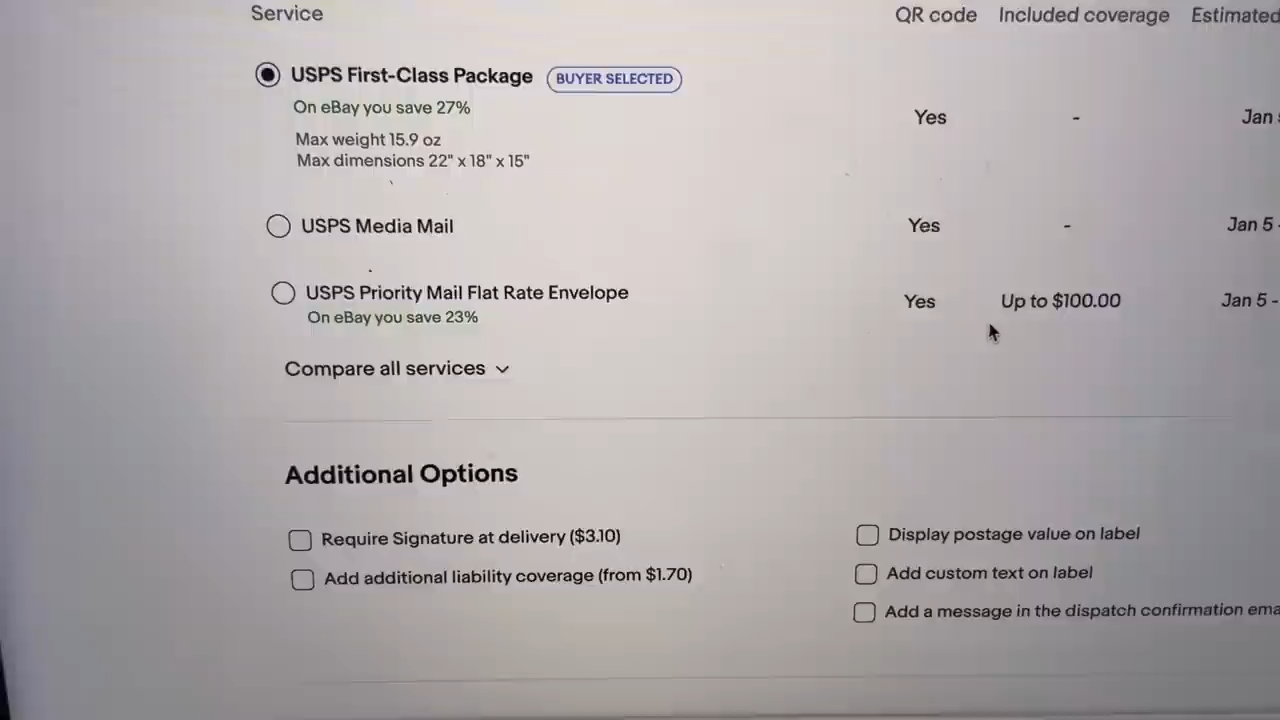 Service QR code Included coverage Estimated
USPS First-Class Package BUYER SELECTED
On eBay you save 27%
Yes - Jan
Max weight 15.9 oz
Max dimensions 22" x 18" x 15"
USPS Media Mail Yes - Jan 5 -
USPS Priority Mail Flat Rate Envelope Yes Up to $100.00 Jan 5 -
On eBay you save 23%
Compare all services
Additional Options
Require Signature at delivery ($3.10) Display postage value on label
Add additional liability coverage (from $1.70) Add custom text on label
Add a message in the dispatch confirmation